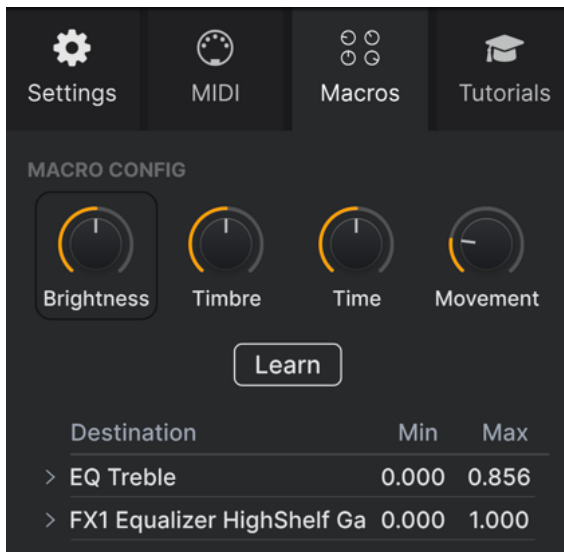 Settings MIDI Macros Tutorials
MACRO CONFIG
Brightness Timbre Time Movement
Learn
Destination Min Max
EQ Treble 0.000 0.856
FX1 Equalizer HighShelf Ga 0.000 1.000